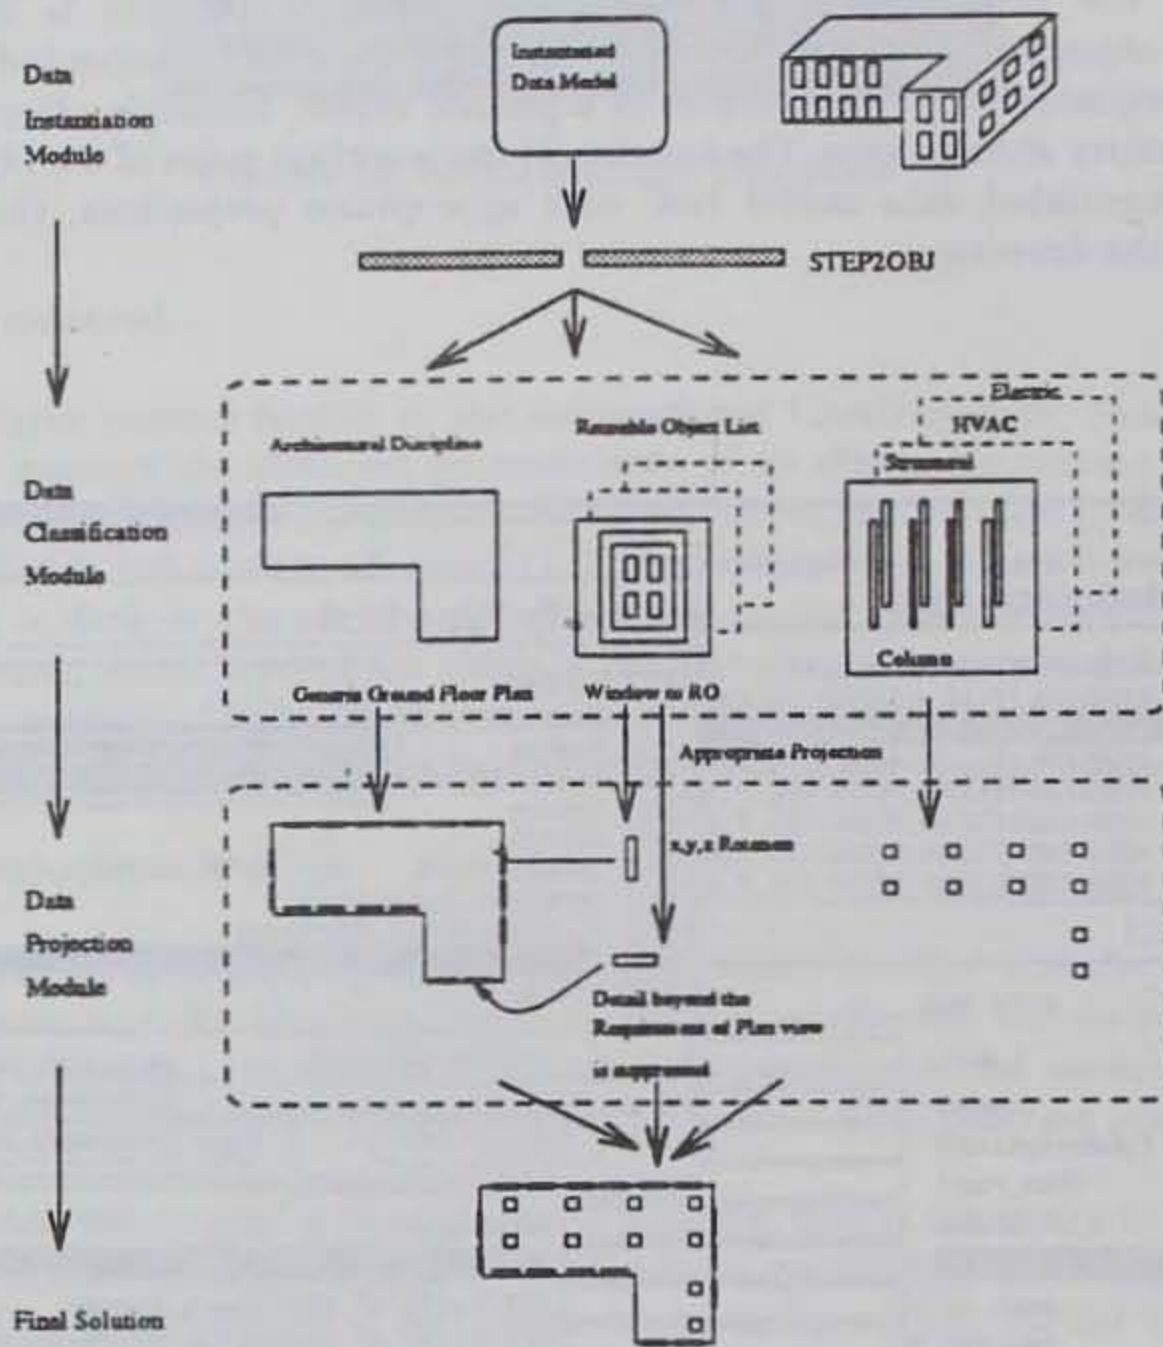 Data
Instantiation
Module
Instantened
Data Model
STEP2OBJ
Data
Classification
Module
Architectural Discipline
Reusable Object List
Electric
HVAC
Structural
Column
Generic Ground Floor Plan
Window to RO
Appropriate Projection
x,y,z Rotation
Data
Projection
Module
Detail beyond the
Requirement of Plan view
is suppressed
Final Solution